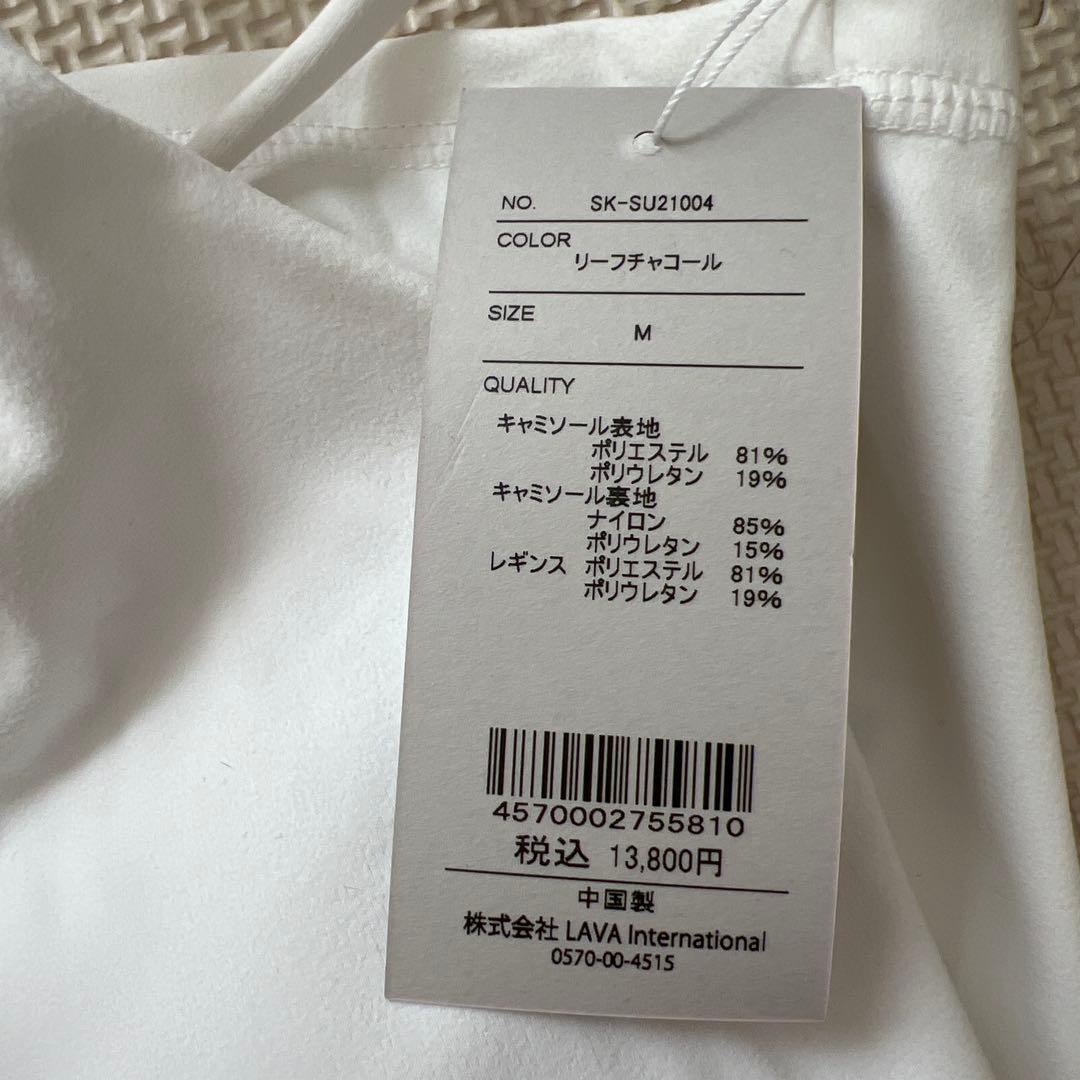 NO. SK-SU21004
COLOR
リーフチャコール
SIZE
M
QUALITY
キャミソール表地
ポリエステル 81%
ポリウレタン 19%
キャミソール裏地
ナイロン 85%
ポリウレタン 15%
レギンス ポリエステル 81%
ポリウレタン 19%
4570002755810
税込 13,800円
中国製
株式会社 LAVA International
0570-00-4515